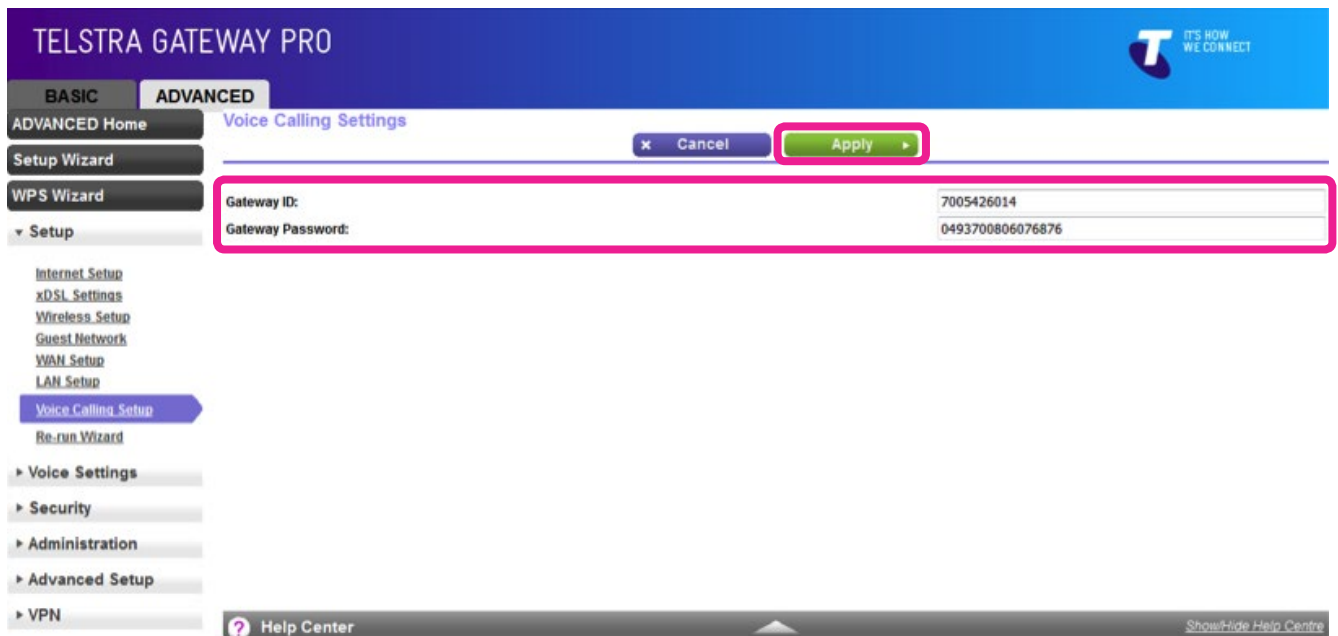 TELSTRA GATEWAY PRO
IT'S HOW
WE CONNECT
BASIC
ADVANCED
ADVANCED Home
Voice Calling Settings
x Cancel
Apply
Setup Wizard
WPS Wizard
Gateway ID:
7005426014
Gateway Password:
0493700806076876
Setup
Internet Setup
xDSL Settings
Wireless Setup
Guest Network
WAN Setup
LAN Setup
Voice Calling Setup
Re-run Wizard
Voice Settings
Security
Administration
Advanced Setup
VPN
? Help Center
Show/Hide Help Centre